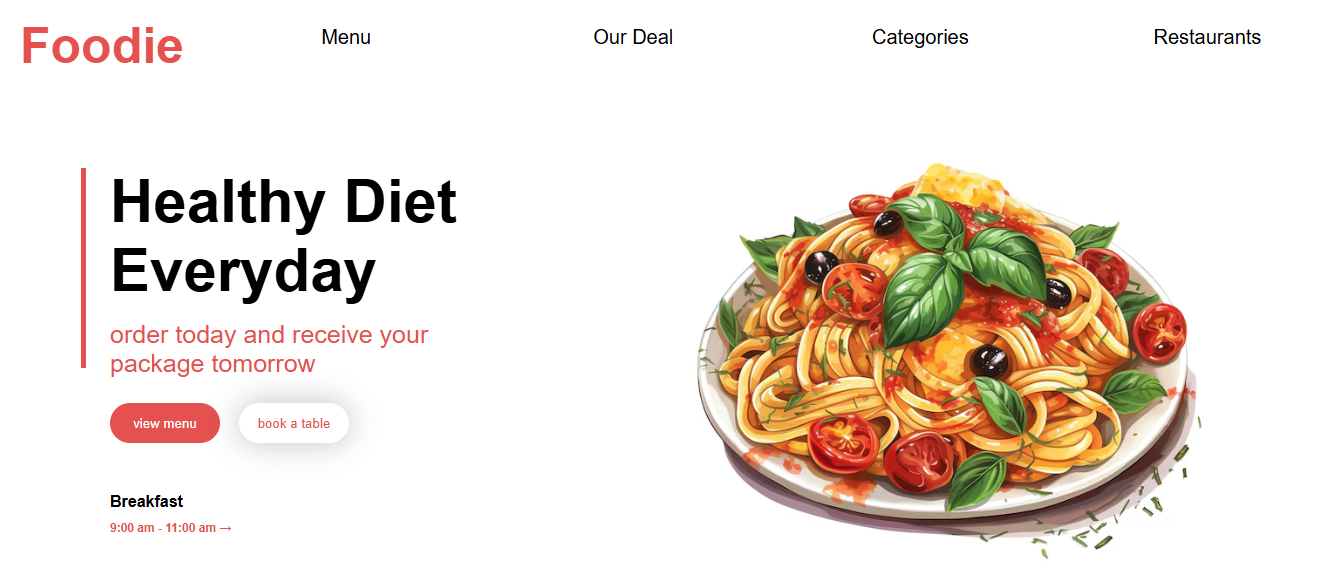 Foodie
Menu
Our Deal
Categories
Restaurants
Healthy Diet
Everyday
order today and receive your
package tomorrow
view menu
book a table
Breakfast
9:00 am - 11:00 am →